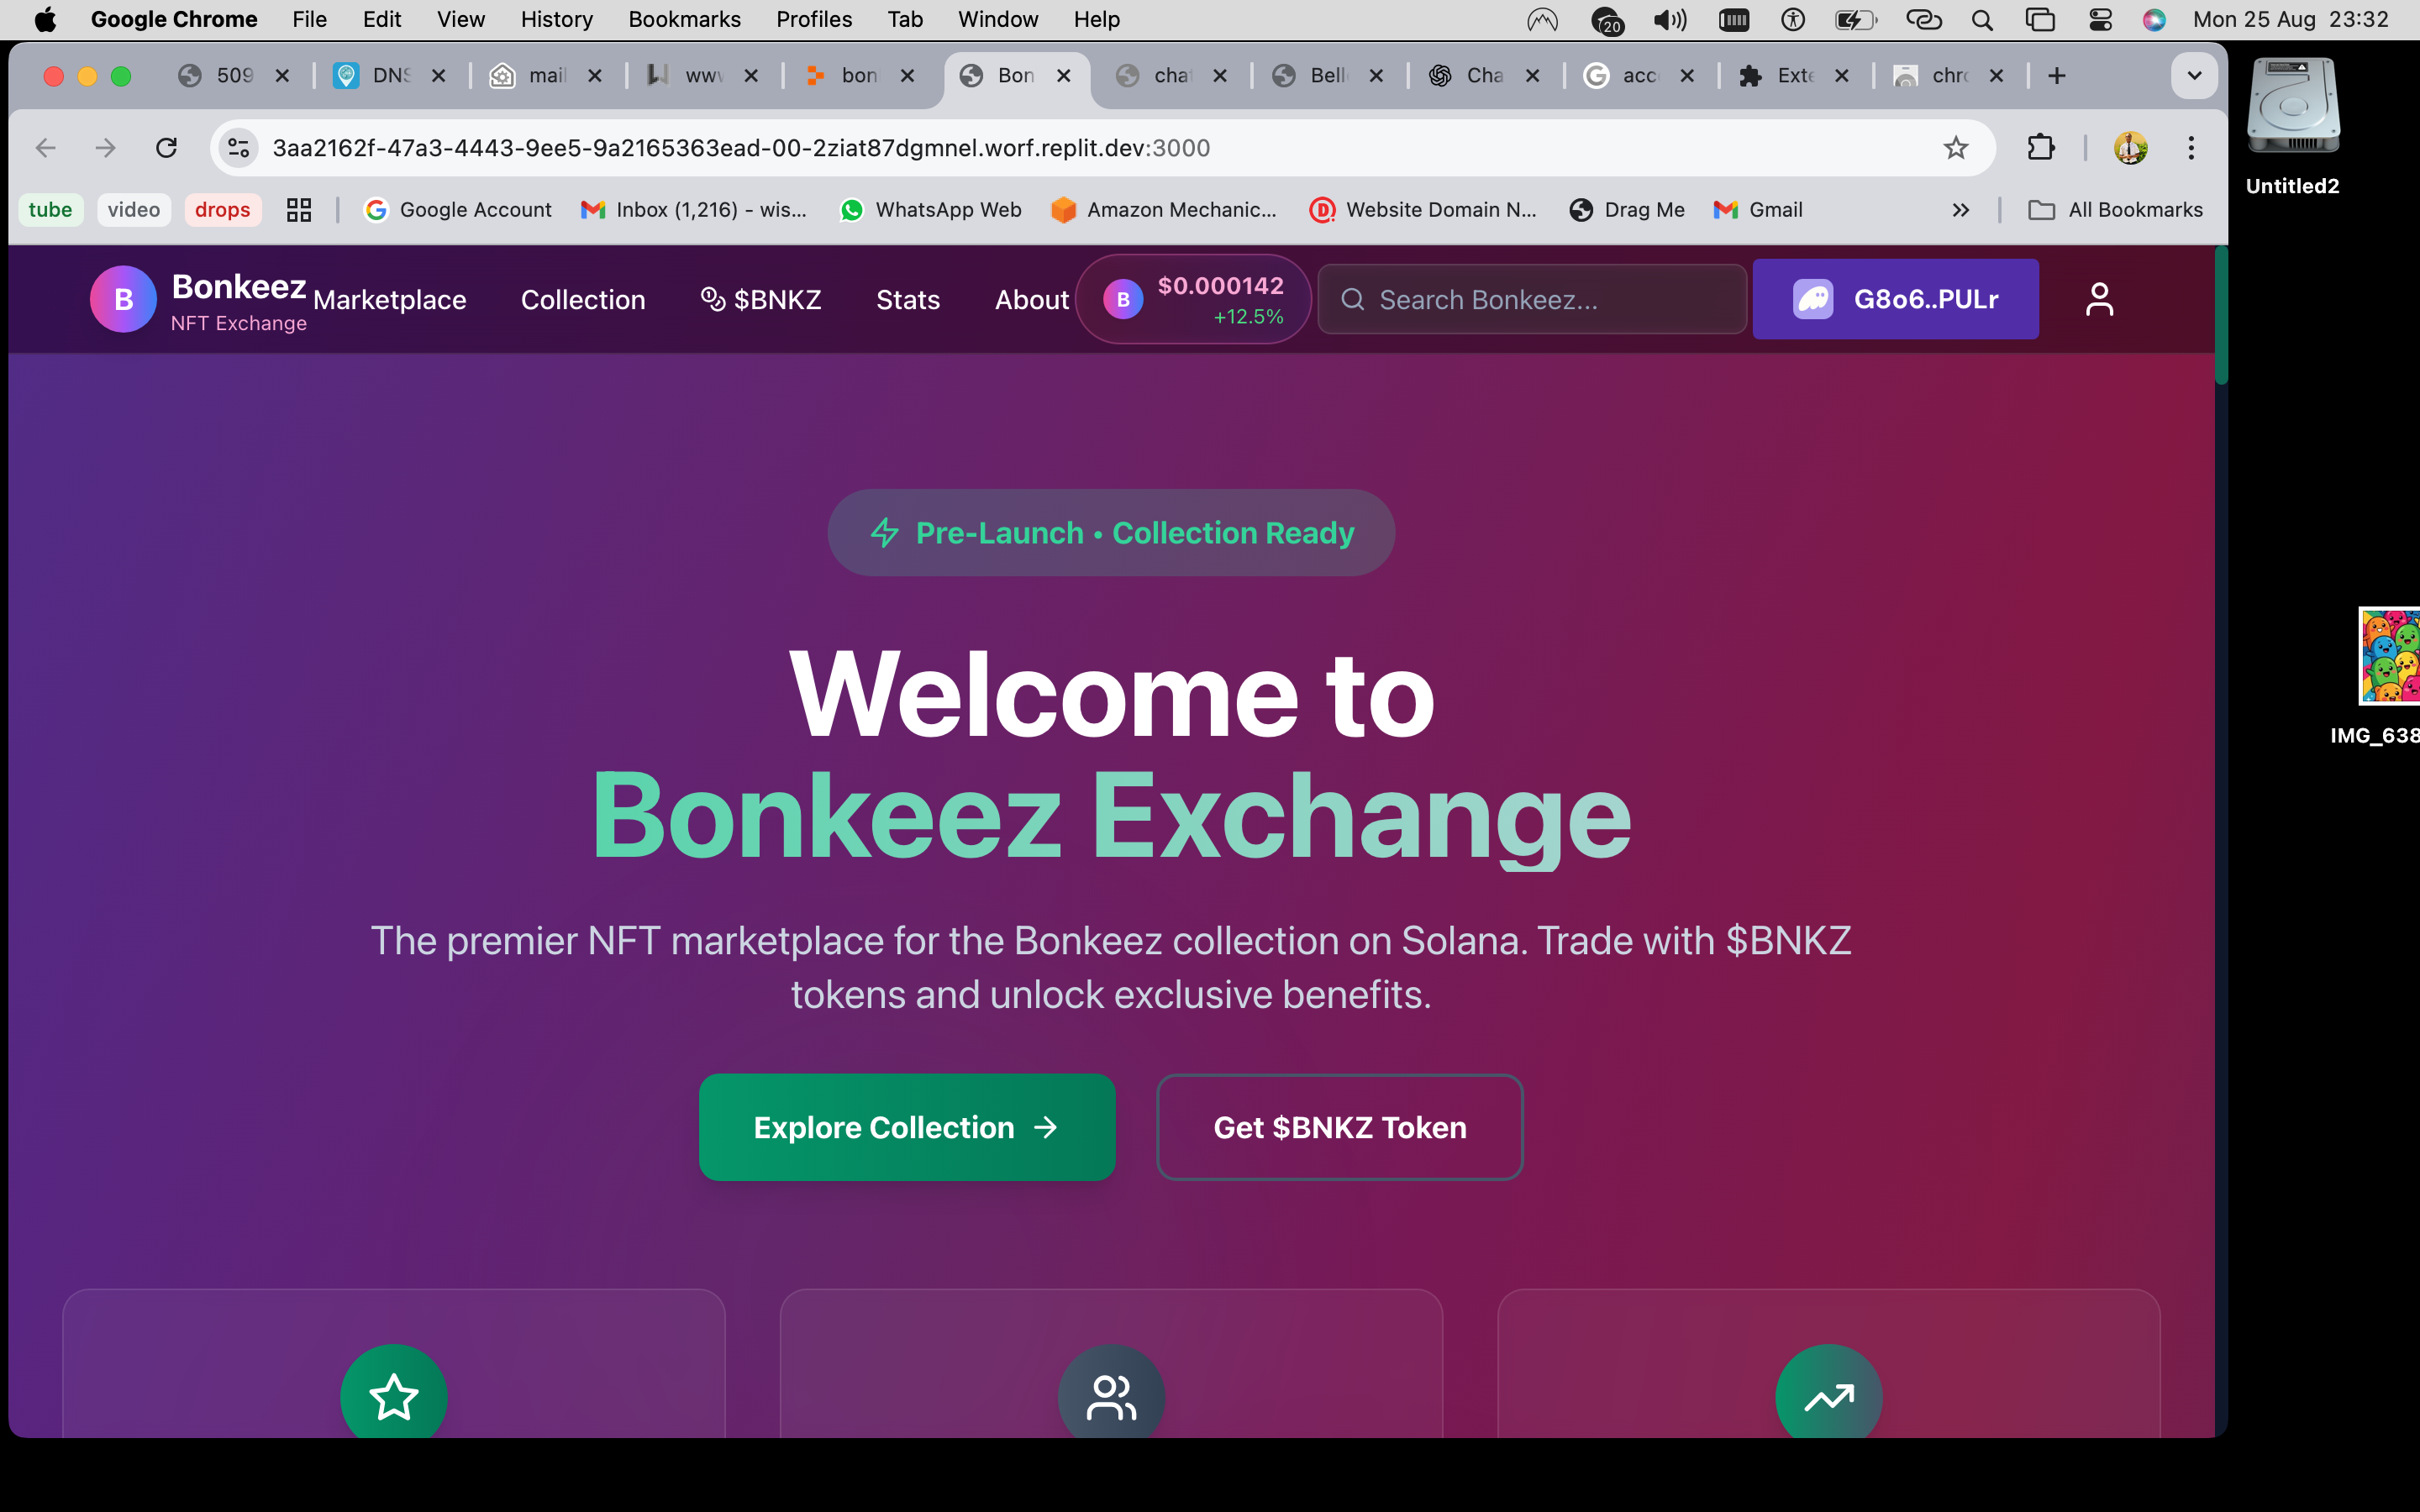 Google Chrome File Edit View History Bookmarks Profiles Tab Window Help 20 Mon 25 Aug 23:32
509 DNS mail www bon Bon chat Bell Cha acc Exte chro
3aa2162f-47a3-4443-9ee5-9a2165363ead-00-2ziat87dgmnel.worf.replit.dev:3000
tube video drops Google Account Inbox (1,216) - wis... WhatsApp Web Amazon Mechanic... Website Domain N... Drag Me Gmail All Bookmarks
Untitled2
B Bonkeez
NFT Exchange
Marketplace Collection $BNKZ Stats About
B $0.000142
+12.5%
Search Bonkeez...
G8o6..PULr
Pre-Launch • Collection Ready
Welcome to
Bonkeez Exchange
IMG_638
The premier NFT marketplace for the Bonkeez collection on Solana. Trade with $BNKZ
tokens and unlock exclusive benefits.
Explore Collection → Get $BNKZ Token